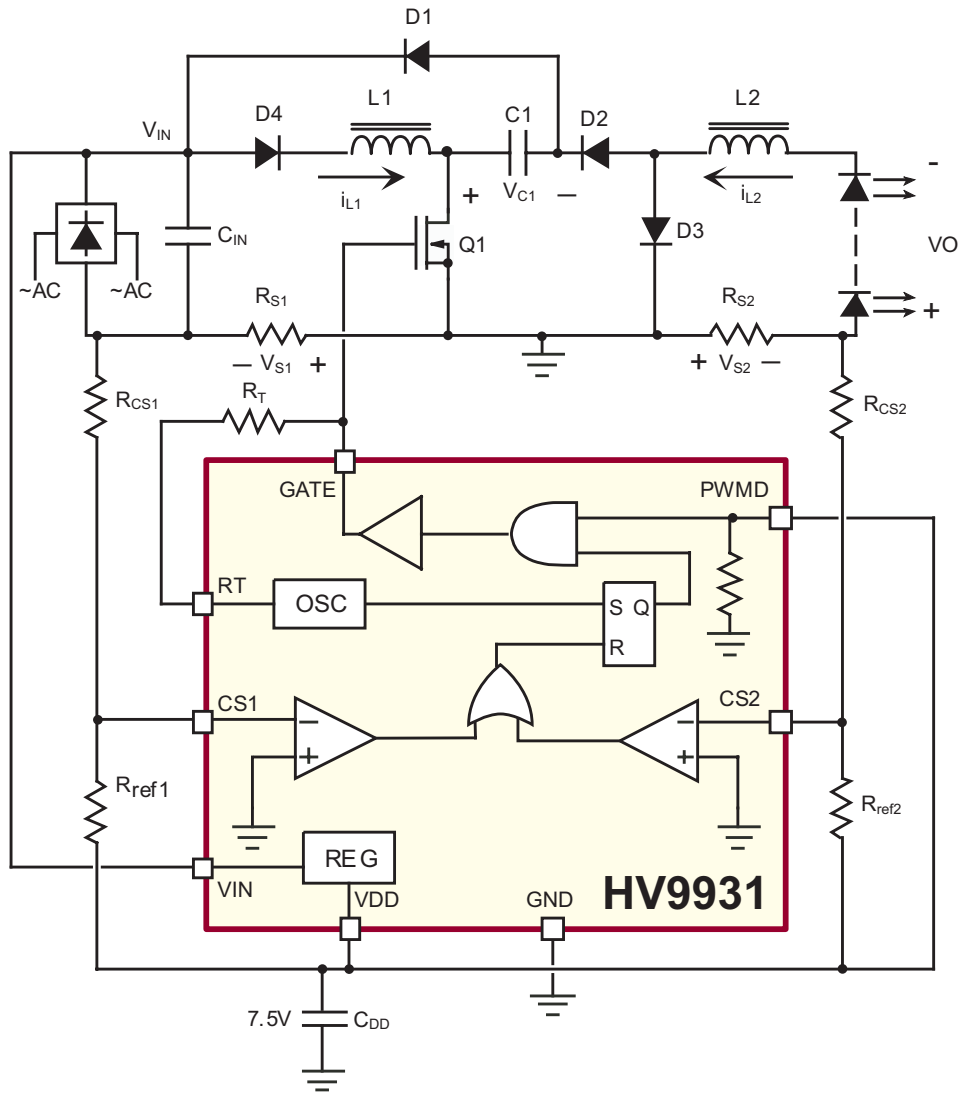 D1
D4
L1
C1
D2
L2
VIN
iL1
+
VC1
–
iL2
-
CIN
Q1
D3
VO
~AC
~AC
RS1
RS2
+
– VS1 +
+ VS2 –
RCS1
RT
RCS2
GATE
PWMD
RT
OSC
S Q
R
CS1
–
+
CS2
–
+
Rref1
Rref2
REG
VIN
VDD
GND
HV9931
7.5V
CDD